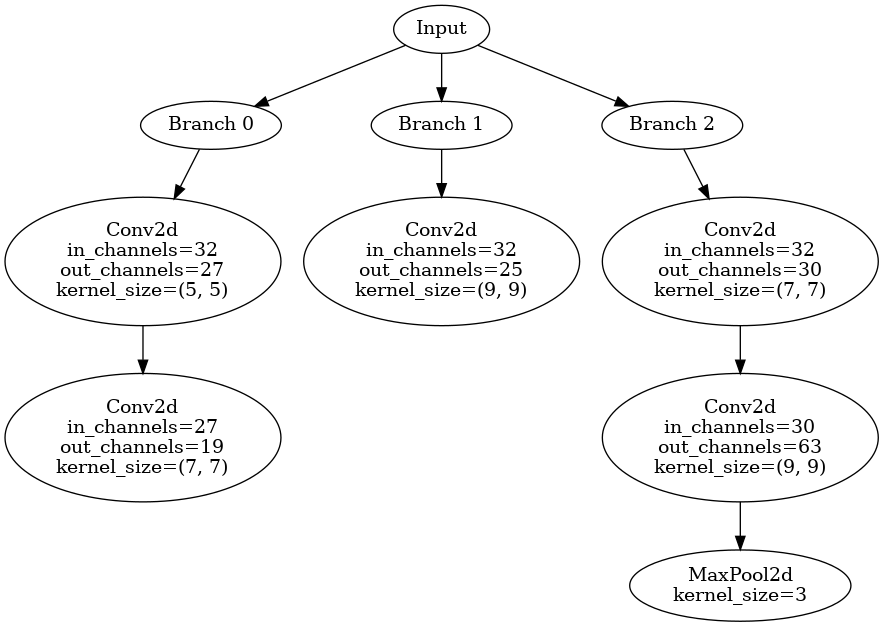 Input
Branch 0
Branch 1
Branch 2
Conv2d
in_channels=32
out_channels=27
kernel_size=(5, 5)
Conv2d
in_channels=32
out_channels=25
kernel_size=(9, 9)
Conv2d
in_channels=32
out_channels=30
kernel_size=(7, 7)
Conv2d
in_channels=27
out_channels=19
kernel_size=(7, 7)
Conv2d
in_channels=30
out_channels=63
kernel_size=(9, 9)
MaxPool2d
kernel_size=3